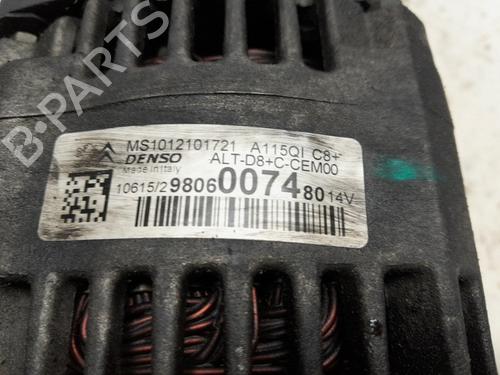 B-PARTS
MS1012101721 A115QI C8+
DENSO ALT-D8+C-CEM00
Made in Italy
10615/2 9806007480 14V